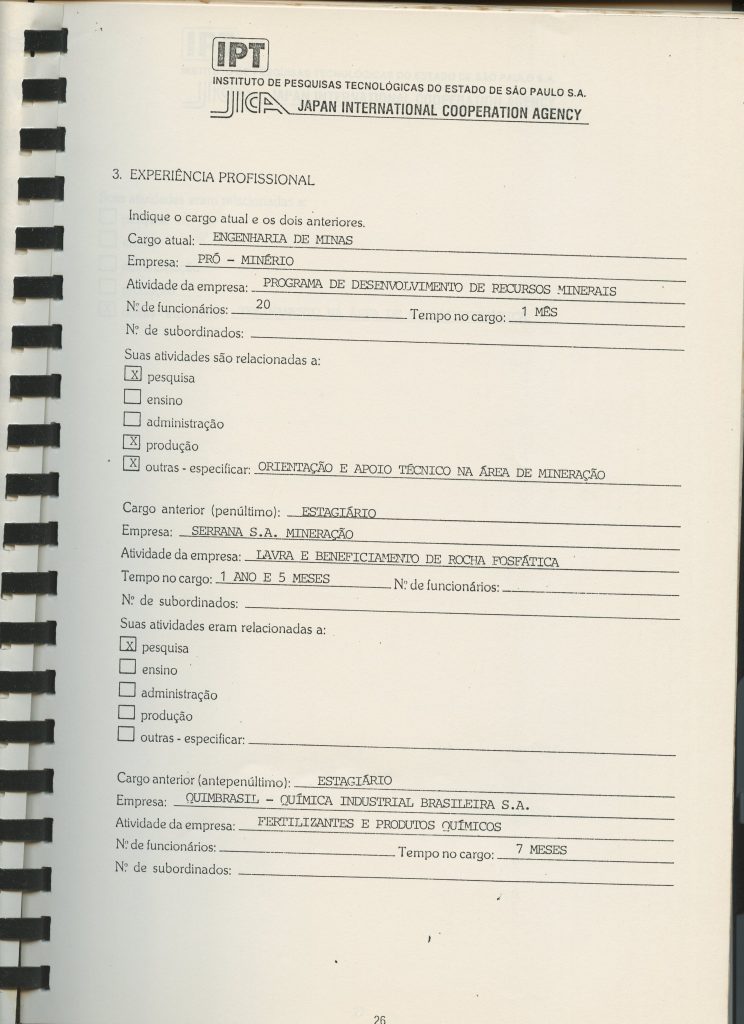 IPT
INSTITUTO DE PESQUISAS TECNOLÓGICAS DO ESTADO DE SÃO PAULO S.A.
JICA JAPAN INTERNATIONAL COOPERATION AGENCY
3. EXPERIÊNCIA PROFISSIONAL
Indique o cargo atual e os dois anteriores.
Cargo atual: ENGENHARIA DE MINAS
Empresa: PRÓ - MINÉRIO
Atividade da empresa: PROGRAMA DE DESENVOLVIMENTO DE RECURSOS MINERAIS
N.º de funcionários: 20 Tempo no cargo: 1 MÊS
N.º de subordinados:
Suas atividades são relacionadas a:
X pesquisa
ensino
administração
X produção
X outras - especificar: ORIENTAÇÃO E APOIO TÉCNICO NA ÁREA DE MINERAÇÃO
Cargo anterior (penúltimo): ESTAGIÁRIO
Empresa: SERRANA S.A. MINERAÇÃO
Atividade da empresa: LAVRA E BENEFICIAMENTO DE ROCHA FOSFÁTICA
Tempo no cargo: 1 ANO E 5 MESES N.º de funcionários:
N.º de subordinados:
Suas atividades eram relacionadas a:
X pesquisa
ensino
administração
produção
outras - especificar:
Cargo anterior (antepenúltimo): ESTAGIÁRIO
Empresa: QUIMBRASIL - QUÍMICA INDUSTRIAL BRASILEIRA S.A.
Atividade da empresa: FERTILIZANTES E PRODUTOS QUÍMICOS
N.º de funcionários: Tempo no cargo: 7 MESES
N.º de subordinados:
26